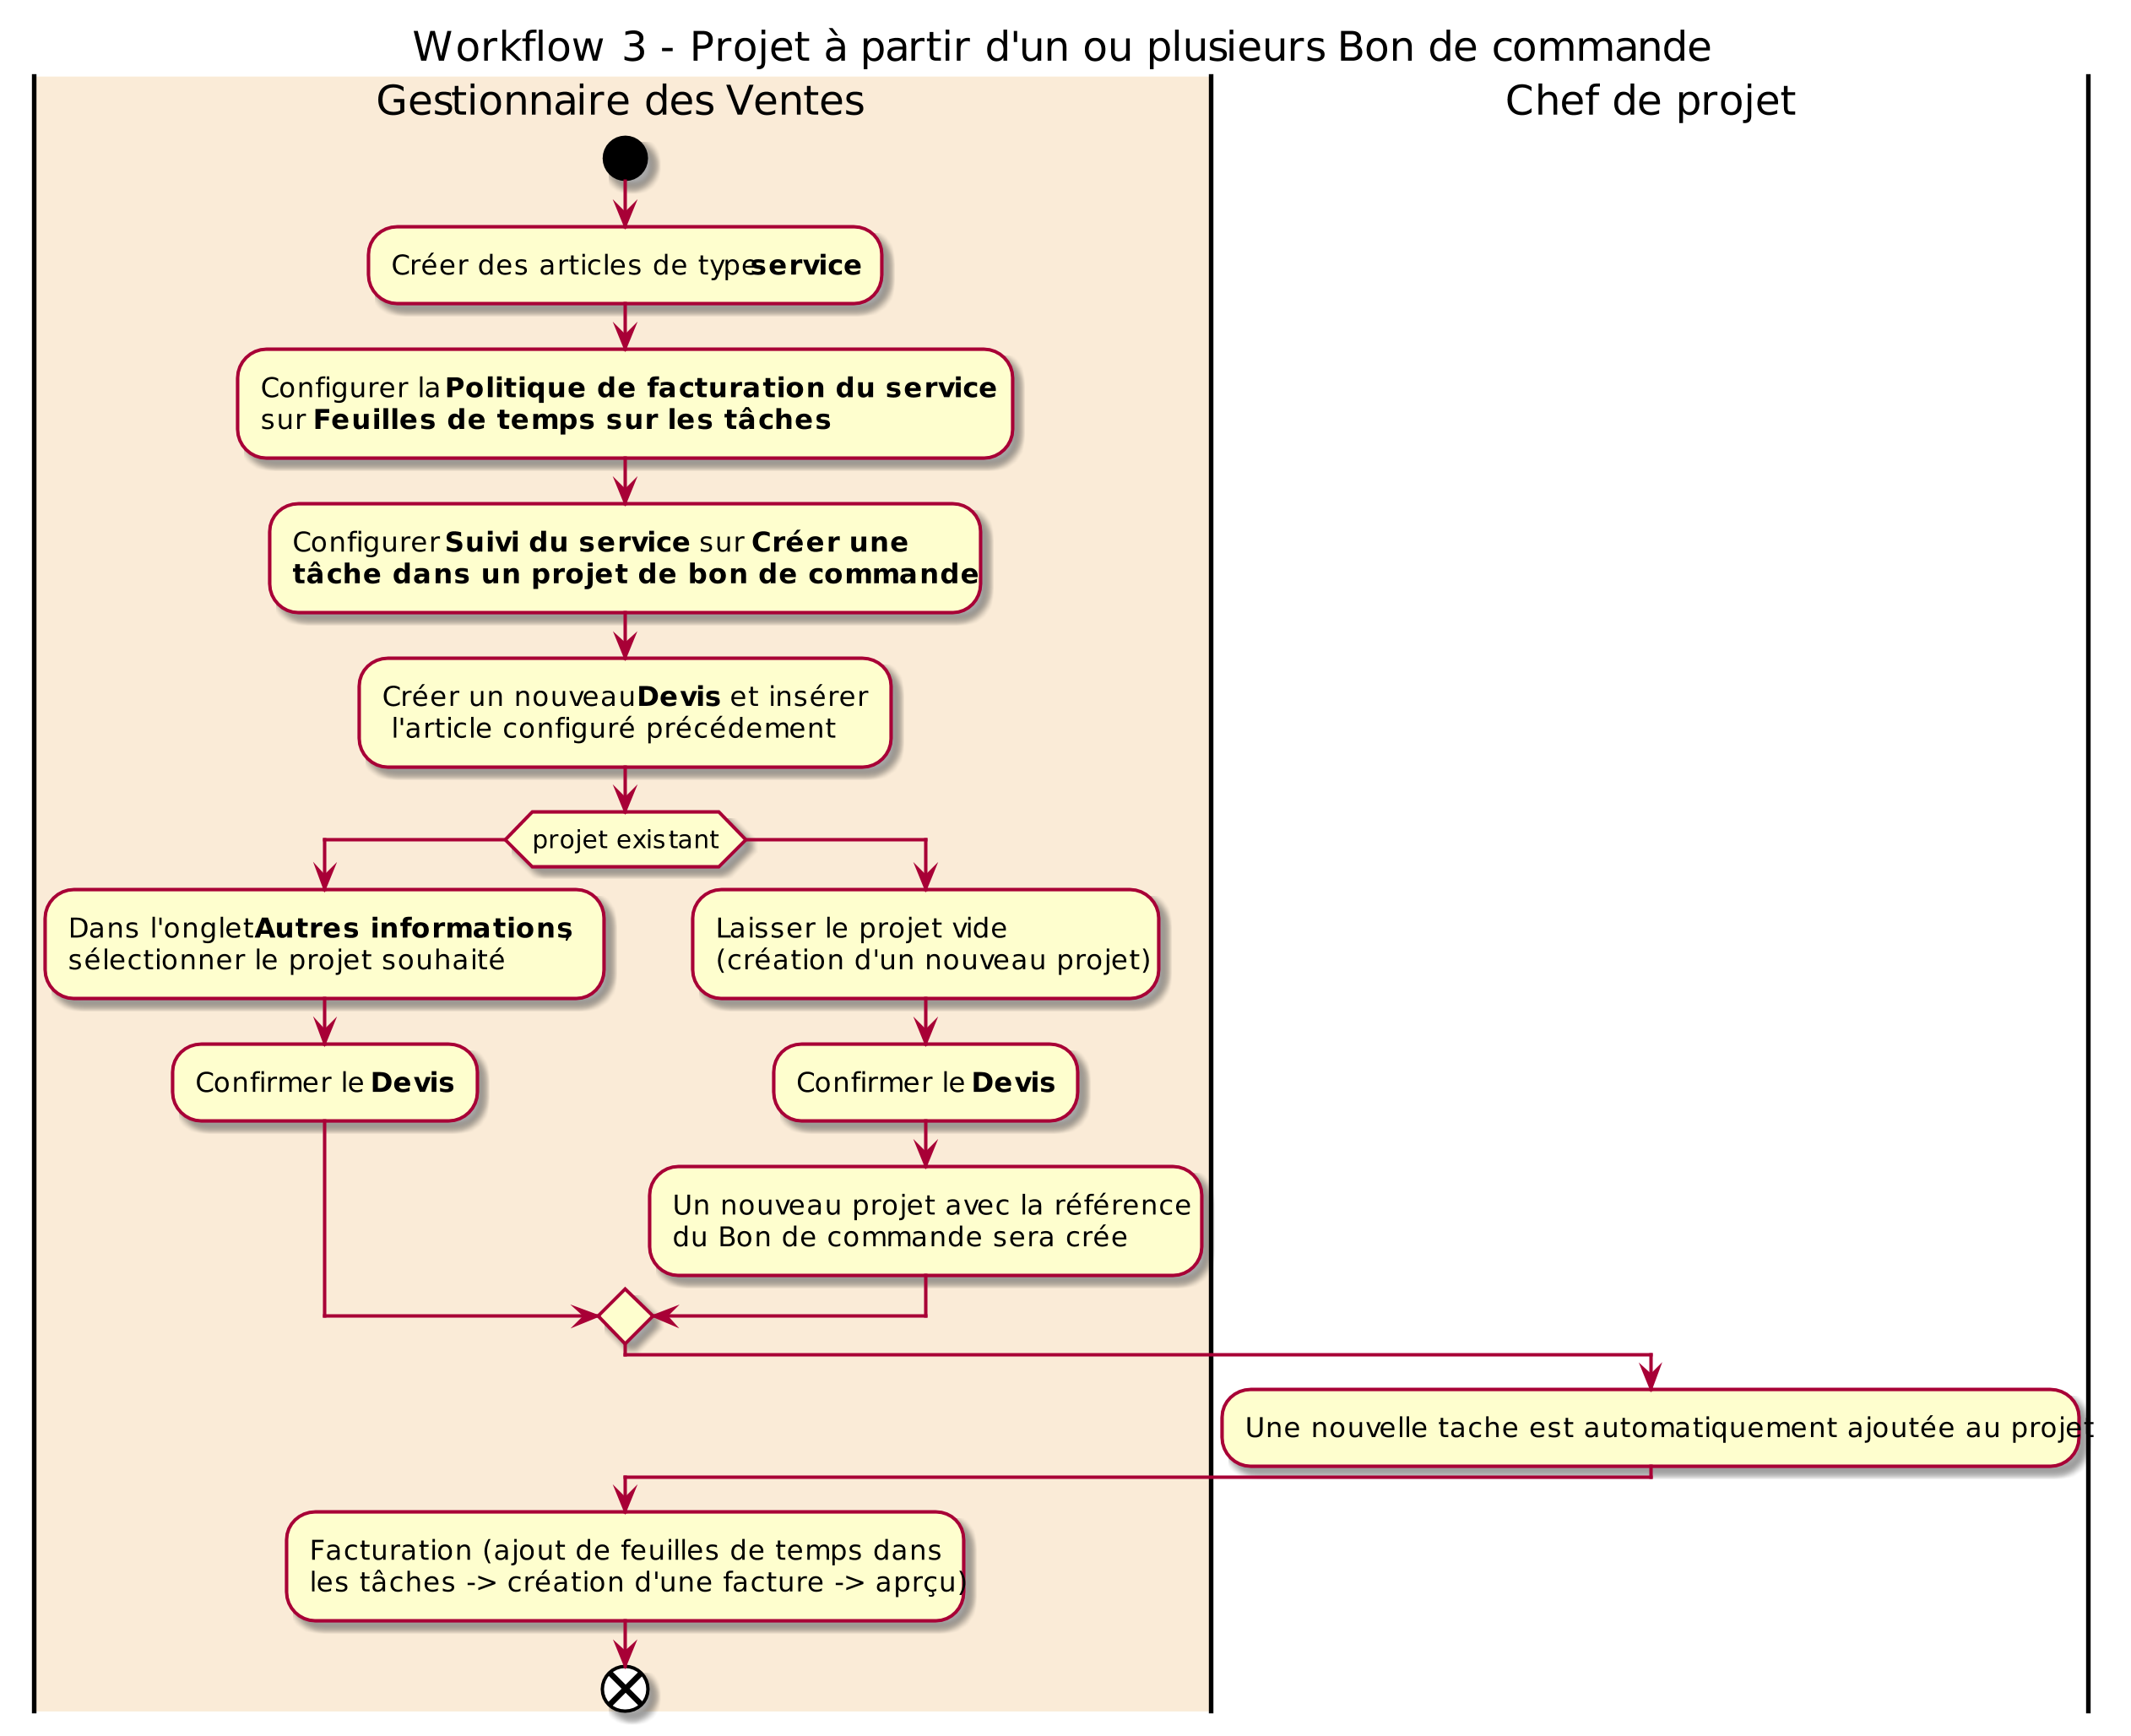 Workflow 3 - Projet à partir d'un ou plusieurs Bon de commande
Gestionnaire des Ventes
Chef de projet
Créer des articles de type service
Configurer la Politique de facturation du service
sur Feuilles de temps sur les tâches
Configurer Suivi du service sur Créer une
tâche dans un projet de bon de commande
Créer un nouveau Devis et insérer
l'article configuré précédement
projet existant
Dans l'onglet Autres informations,
sélectionner le projet souhaité
Confirmer le Devis
Laisser le projet vide
(création d'un nouveau projet)
Confirmer le Devis
Un nouveau projet avec la référence
du Bon de commande sera crée
Une nouvelle tache est automatiquement ajoutée au projet
Facturation (ajout de feuilles de temps dans
les tâches -> création d'une facture -> aprçu)